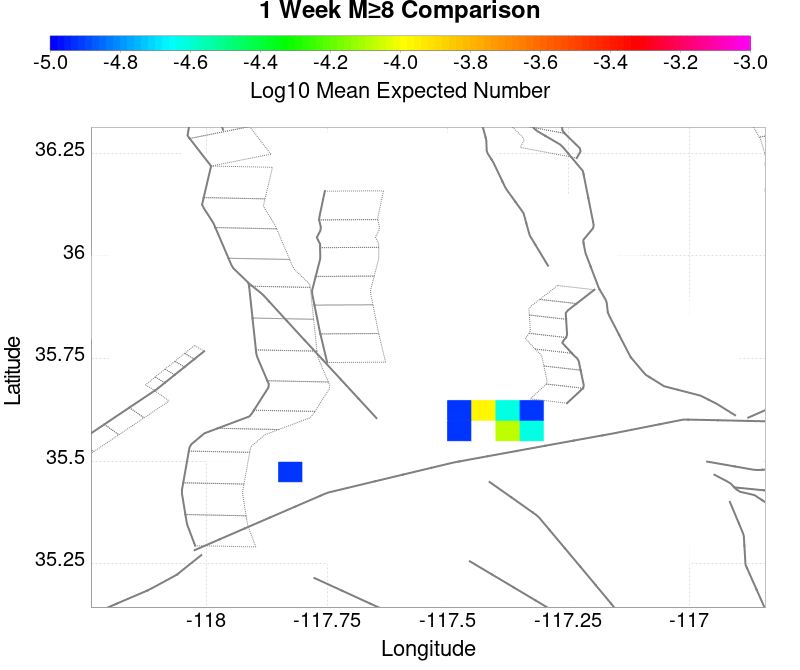 1 Week M≥8 Comparison
-5.0 -4.8 -4.6 -4.4 -4.2 -4.0 -3.8 -3.6 -3.4 -3.2 -3.0
Log10 Mean Expected Number
36.25
36
35.75
35.5
35.25
Latitude
-118 -117.75 -117.5 -117.25 -117
Longitude